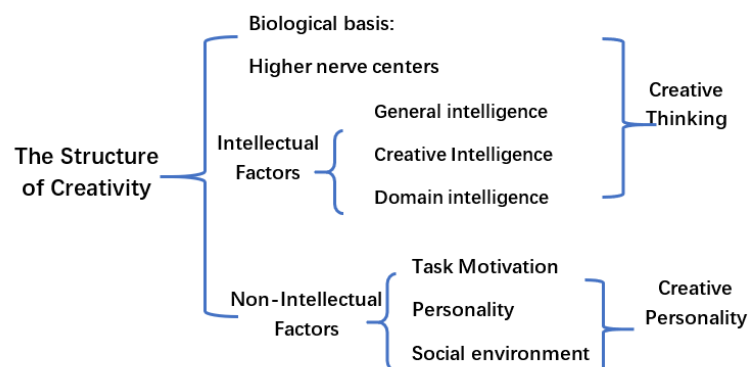 The Structure
of Creativity
Biological basis:
Higher nerve centers
Intellectual
Factors
General intelligence
Creative Intelligence
Domain intelligence
Creative
Thinking
Non-Intellectual
Factors
Task Motivation
Personality
Social environment
Creative
Personality